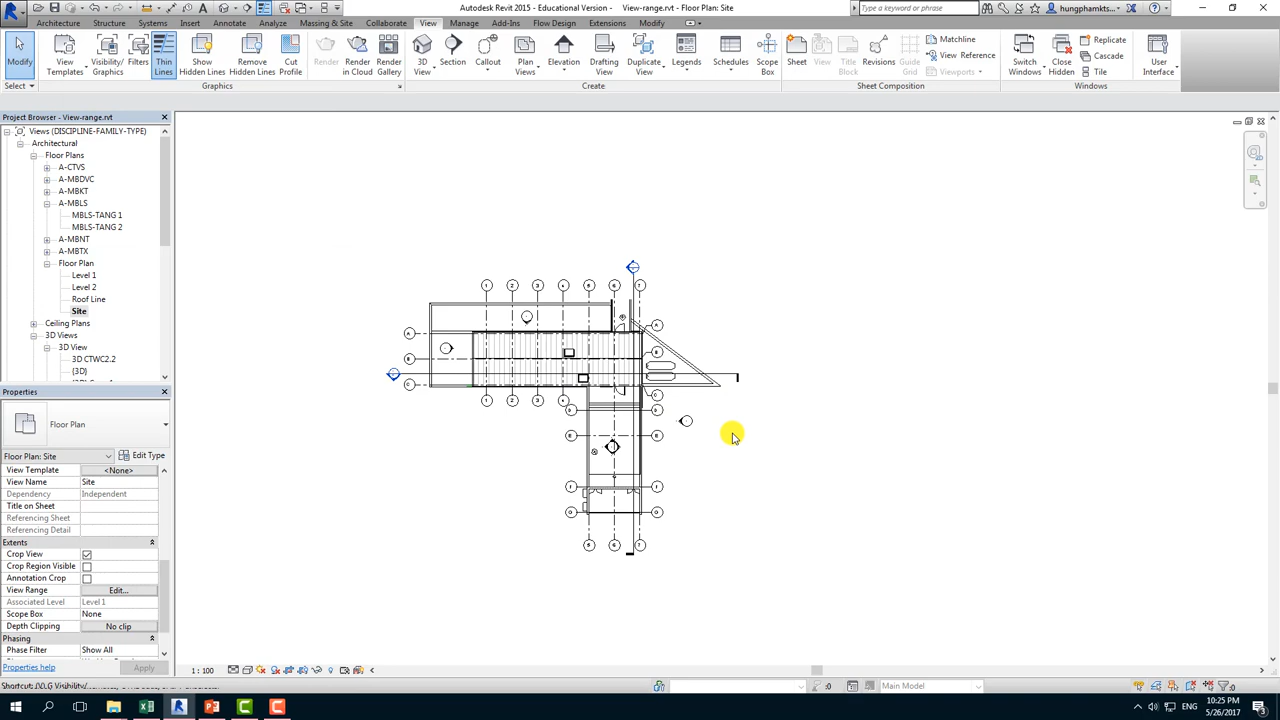 Autodesk Revit 2015 - Educational Version - View-range.rvt - Floor Plan: Site
Type a keyword or phrase
hungphamkts...
Architecture Structure Systems Insert Annotate Analyze Massing & Site Collaborate View Manage Add-Ins Flow Design Extensions Modify
Modify
View Templates
Visibility/ Graphics
Filters
Thin Lines
Show Hidden Lines
Remove Hidden Lines
Cut Profile
Render
Render in Cloud
Render Gallery
3D View
Section
Callout
Plan Views
Elevation
Drafting View
Duplicate View
Legends
Schedules
Scope Box
Sheet
View
Title Block
Revisions
Guide Grid
Matchline
View Reference
Viewports
Switch Windows
Close Hidden
Replicate
Cascade
Tile
User Interface
Select
Graphics
Create
Sheet Composition
Windows
Project Browser - View-range.rvt
Views (DISCIPLINE-FAMILY-TYPE)
Architectural
Floor Plans
A-CTVS
A-MBDVC
A-MBKT
A-MBLS
MBLS-TANG 1
MBLS-TANG 2
A-MBNT
A-MBTX
Floor Plan
Level 1
Level 2
Roof Line
Site
Ceiling Plans
3D Views
3D View
3D CTWC2.2
{3D}
Properties
Floor Plan
Floor Plan: Site
Edit Type
View Template <None>
View Name Site
Dependency Independent
Title on Sheet
Referencing Sheet
Referencing Detail
Extents
Crop View
Crop Region Visible
Annotation Crop
View Range Edit...
Associated Level Level 1
Scope Box None
Depth Clipping No clip
Phasing
Phase Filter Show All
Properties help
Apply
1 : 100
:0
Main Model
:0
ENG
10:25 PM
5/26/2017